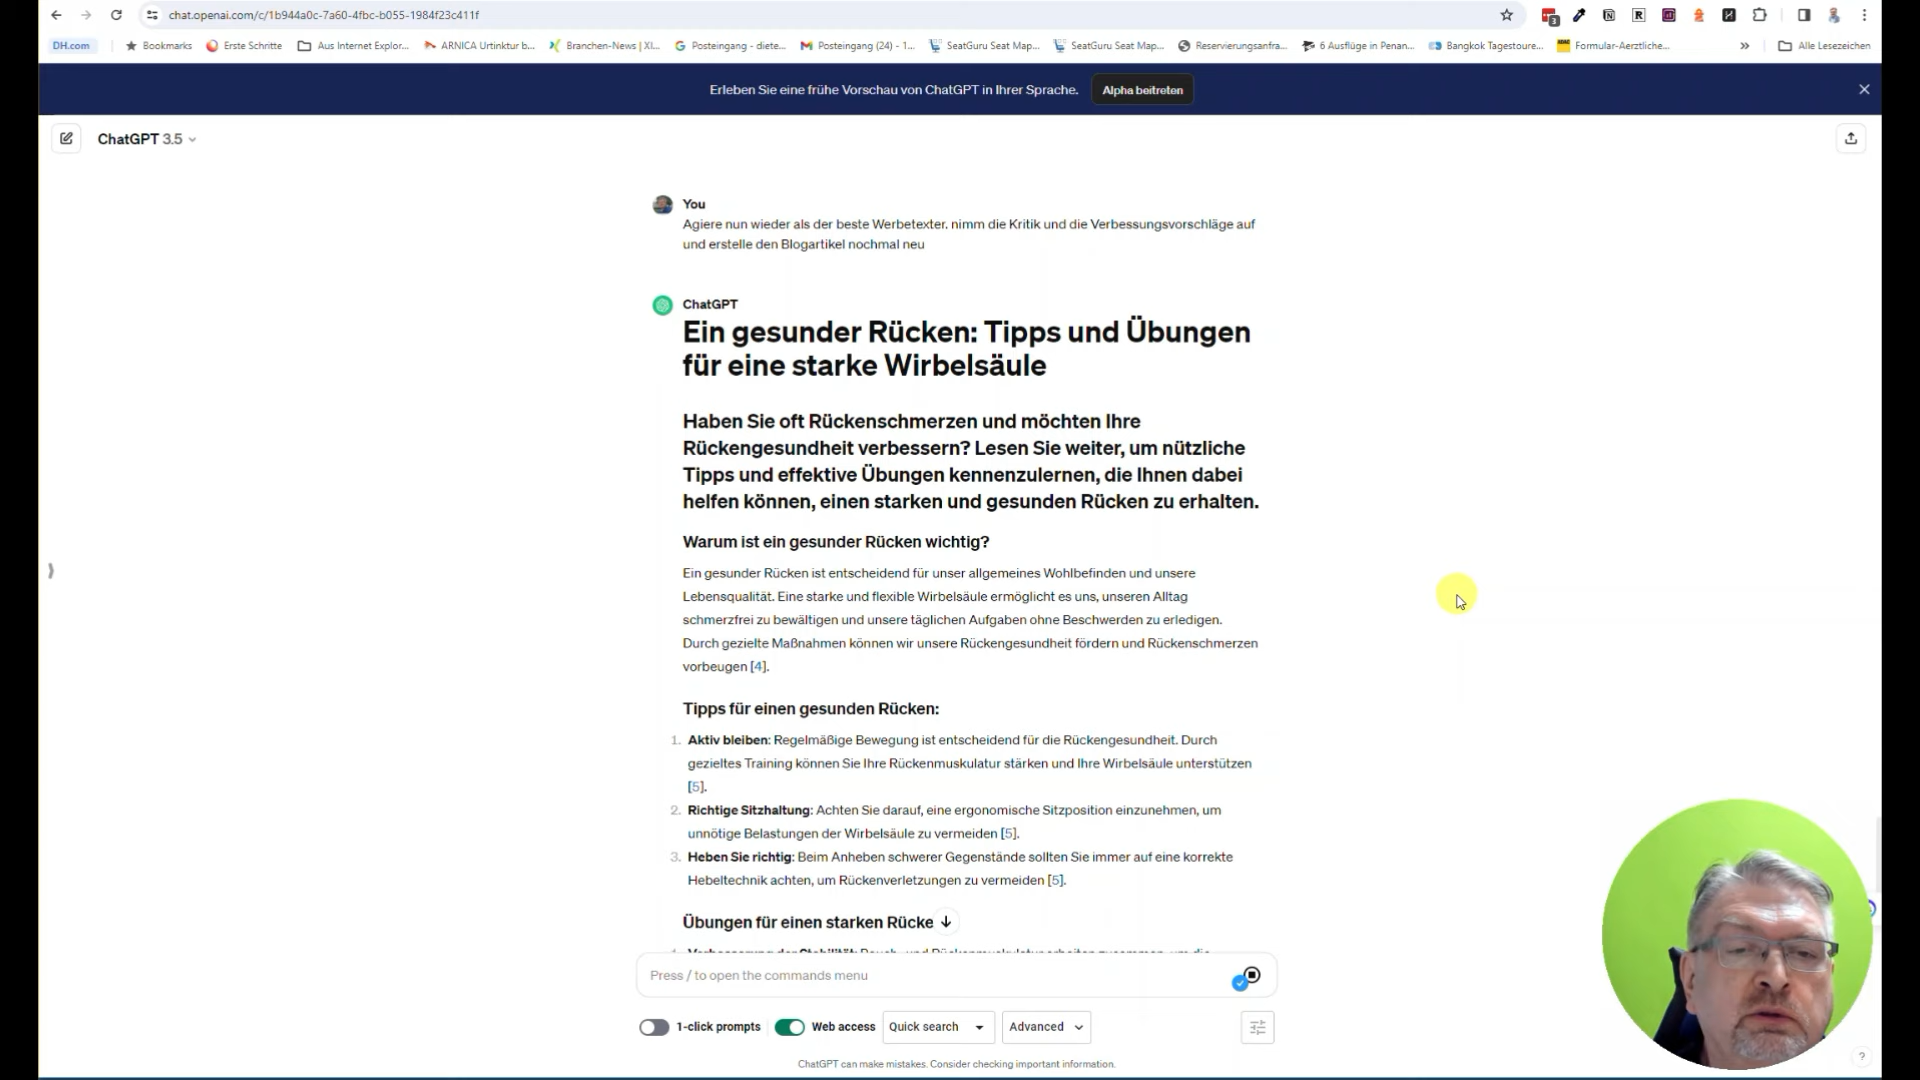 chat.openai.com/c/1b944a0c-7a60-4fbc-b055-1984f23c411f
DH.com
Bookmarks
Erste Schritte
Aus Internet Explor...
ARNICA Urtinktur b...
Branchen-News | XI...
Posteingang - diete...
Posteingang (24) - 1...
SeatGuru Seat Map...
SeatGuru Seat Map...
Reservierungsanfra...
6 Ausflüge in Penan...
Bangkok Tagestoure...
Formular-Aerztliche...
»
Alle Lesezeichen
Erleben Sie eine frühe Vorschau von ChatGPT in Ihrer Sprache.
Alpha beitreten
ChatGPT 3.5
You
Agiere nun wieder als der beste Werbetexter. nimm die Kritik und die Verbessungsvorschläge auf
und erstelle den Blogartikel nochmal neu
ChatGPT
Ein gesunder Rücken: Tipps und Übungen
für eine starke Wirbelsäule
Haben Sie oft Rückenschmerzen und möchten Ihre
Rückengesundheit verbessern? Lesen Sie weiter, um nützliche
Tipps und effektive Übungen kennenzulernen, die Ihnen dabei
helfen können, einen starken und gesunden Rücken zu erhalten.
Warum ist ein gesunder Rücken wichtig?
Ein gesunder Rücken ist entscheidend für unser allgemeines Wohlbefinden und unsere
Lebensqualität. Eine starke und flexible Wirbelsäule ermöglicht es uns, unseren Alltag
schmerzfrei zu bewältigen und unsere täglichen Aufgaben ohne Beschwerden zu erledigen.
Durch gezielte Maßnahmen können wir unsere Rückengesundheit fördern und Rückenschmerzen
vorbeugen [4].
Tipps für einen gesunden Rücken:
1. Aktiv bleiben: Regelmäßige Bewegung ist entscheidend für die Rückengesundheit. Durch
gezieltes Training können Sie Ihre Rückenmuskulatur stärken und Ihre Wirbelsäule unterstützen
[5].
2. Richtige Sitzhaltung: Achten Sie darauf, eine ergonomische Sitzposition einzunehmen, um
unnötige Belastungen der Wirbelsäule zu vermeiden [5].
3. Heben Sie richtig: Beim Anheben schwerer Gegenstände sollten Sie immer auf eine korrekte
Hebeltechnik achten, um Rückenverletzungen zu vermeiden [5].
Übungen für einen starken Rücke
Press / to open the commands menu
1-click prompts
Web access
Quick search
Advanced
ChatGPT can make mistakes. Consider checking important information.
?